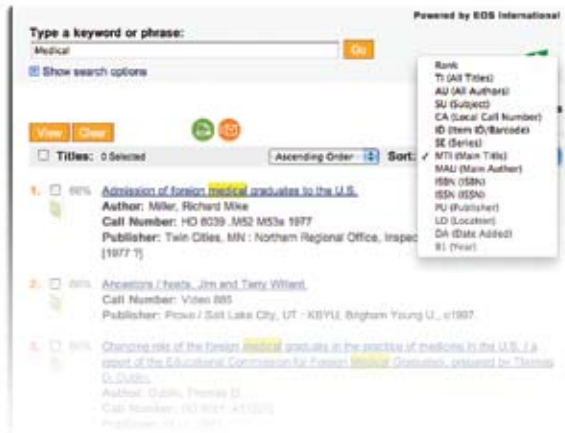 Powered by EOS International
Type a keyword or phrase:
Medical
Go
Show search options
Rank
TI (All Titles)
AU (All Authors)
SU (Subject)
CA (Local Call Number)
ID (Item ID/Barcode)
SE (Series)
✓ MTI (Main Title)
MAU (Main Author)
ISBN (ISBN)
ISSN (ISSN)
PU (Publisher)
LO (Location)
DA (Date Added)
View Clear
Titles: 0 Selected Ascending Order Sort:
1. 66% Admission of foreign medical graduates to the U.S.
Author: Miller, Richard Mike
Call Number: HD 8039 .M52 M53a 1977
Publisher: Twin Cities, MN : Northern Regional Office, Inspec
[1977 ?]
2. 66% Ancestors / hosts, Jim and Terry Willard.
Call Number: Video 885
Publisher: Provo / Salt Lake City, UT : KBYU, Brigham Young U., c1997.
3. 66% Changing role of the foreign medical graduate in the practice of medicine in the U.S. / a
report of the Educational Commission for Foreign Medical Graduates, prepared by Thomas
D. Dublin.
Author: Dublin, Thomas D.
Call Number:
Publisher: